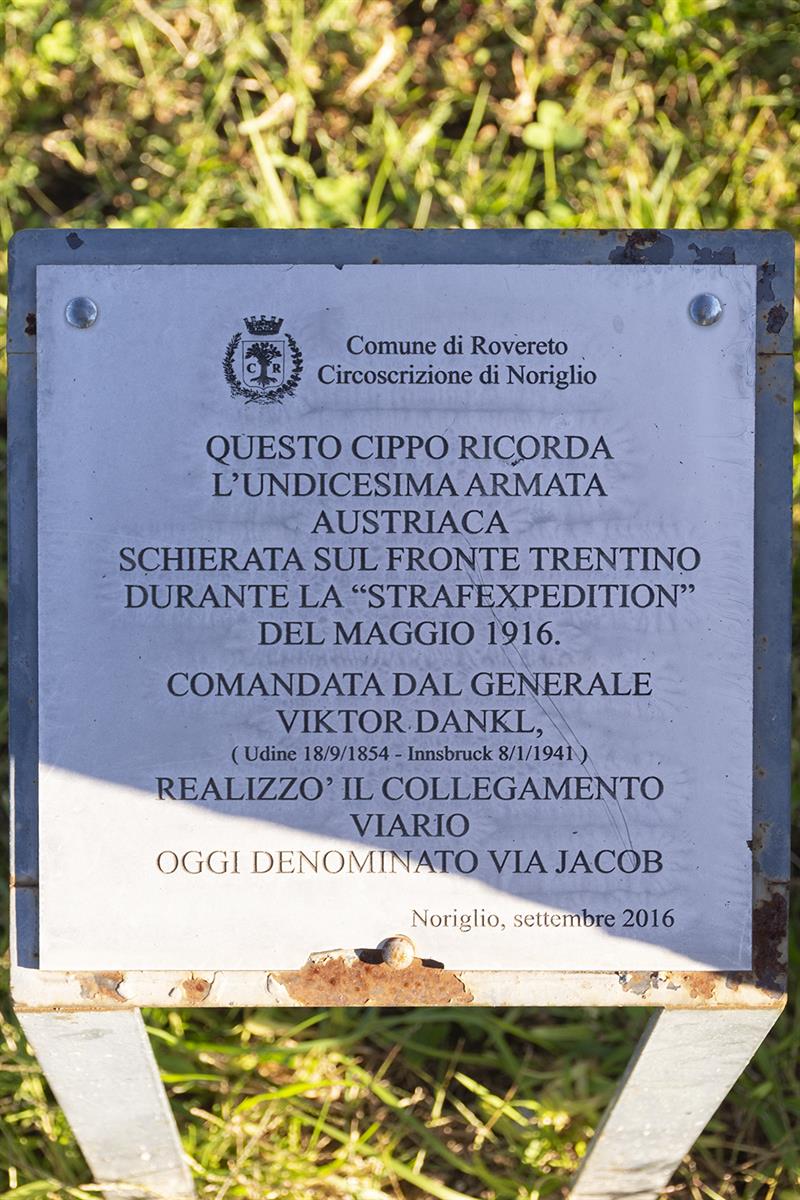 C R
Comune di Rovereto
Circoscrizione di Noriglio
QUESTO CIPPO RICORDA
L'UNDICESIMA ARMATA
AUSTRIACA
SCHIERATA SUL FRONTE TRENTINO
DURANTE LA “STRAFEXPEDITION”
DEL MAGGIO 1916.
COMANDATA DAL GENERALE
VIKTOR DANKL,
( Udine 18/9/1854 - Innsbruck 8/1/1941 )
REALIZZO’ IL COLLEGAMENTO
VIARIO
OGGI DENOMINATO VIA JACOB
Noriglio, settembre 2016